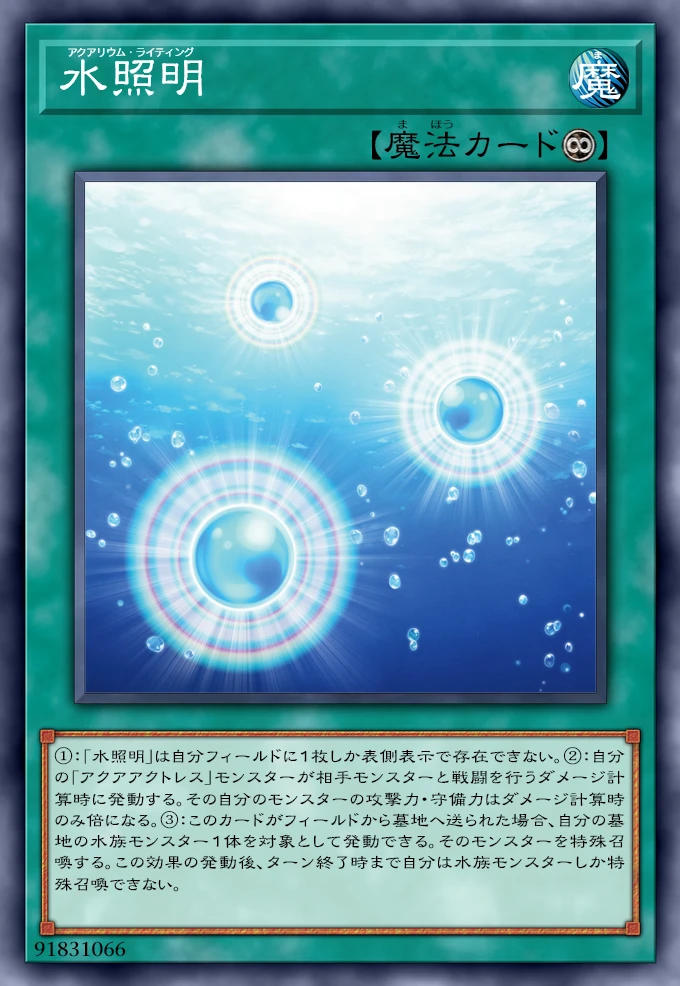 アクアリウム・ライティング
水照明
ま
魔
ま ほう
【魔法カード】
①:「水照明」は自分フィールドに1枚しか表側表示で存在できない。②:自分
の「アクアアクトレス」モンスターが相手モンスターと戦闘を行うダメージ計
算時に発動する。その自分のモンスターの攻撃力・守備力はダメージ計算時
のみ倍になる。③:このカードがフィールドから墓地へ送られた場合、自分の墓
地の水族モンスター1体を対象として発動できる。そのモンスターを特殊召
喚する。この効果の発動後、ターン終了時まで自分は水族モンスターしか特
殊召喚できない。
91831066